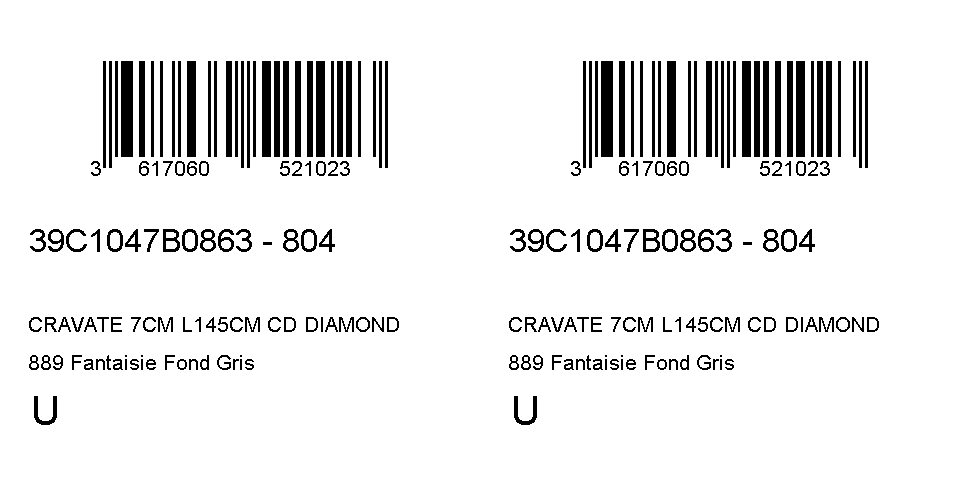 3 617060 521023
39C1047B0863 - 804
CRAVATE 7CM L145CM CD DIAMOND
889 Fantaisie Fond Gris
U
3 617060 521023
39C1047B0863 - 804
CRAVATE 7CM L145CM CD DIAMOND
889 Fantaisie Fond Gris
U